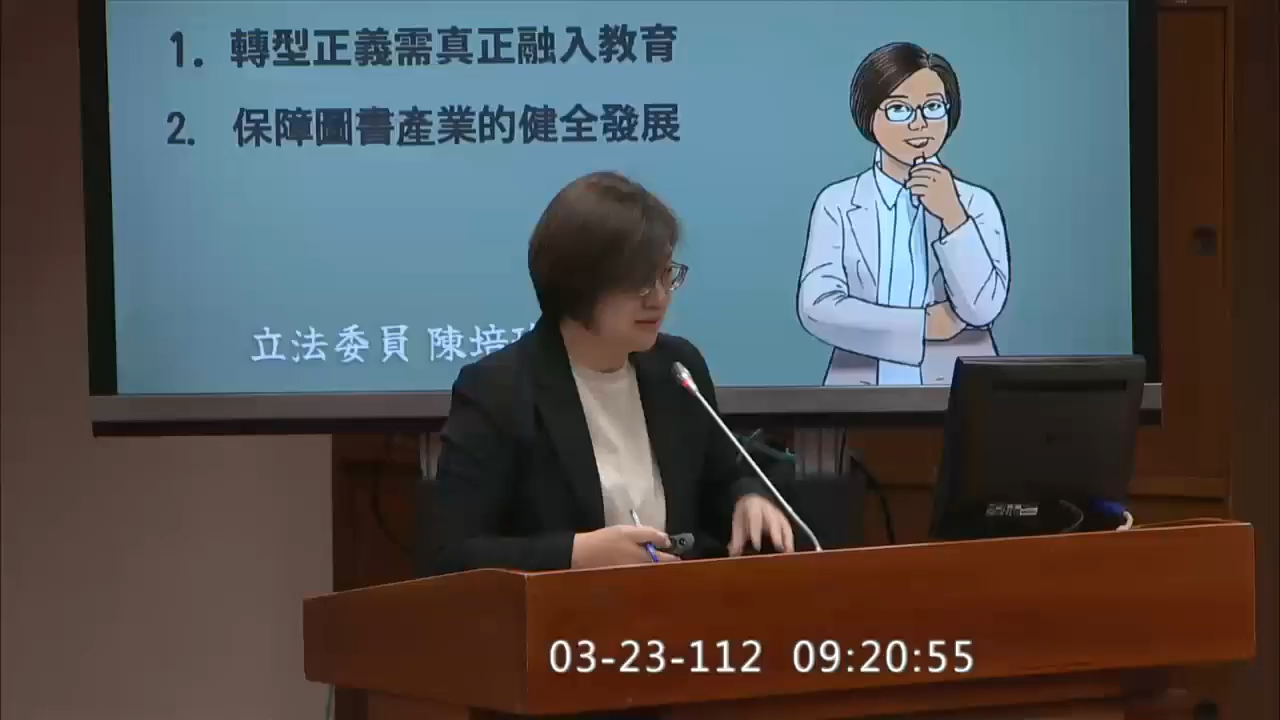 1. 轉型正義需真正融入教育
2. 保障圖書產業的健全發展
立法委員 陳培
03-23-112 09:20:55